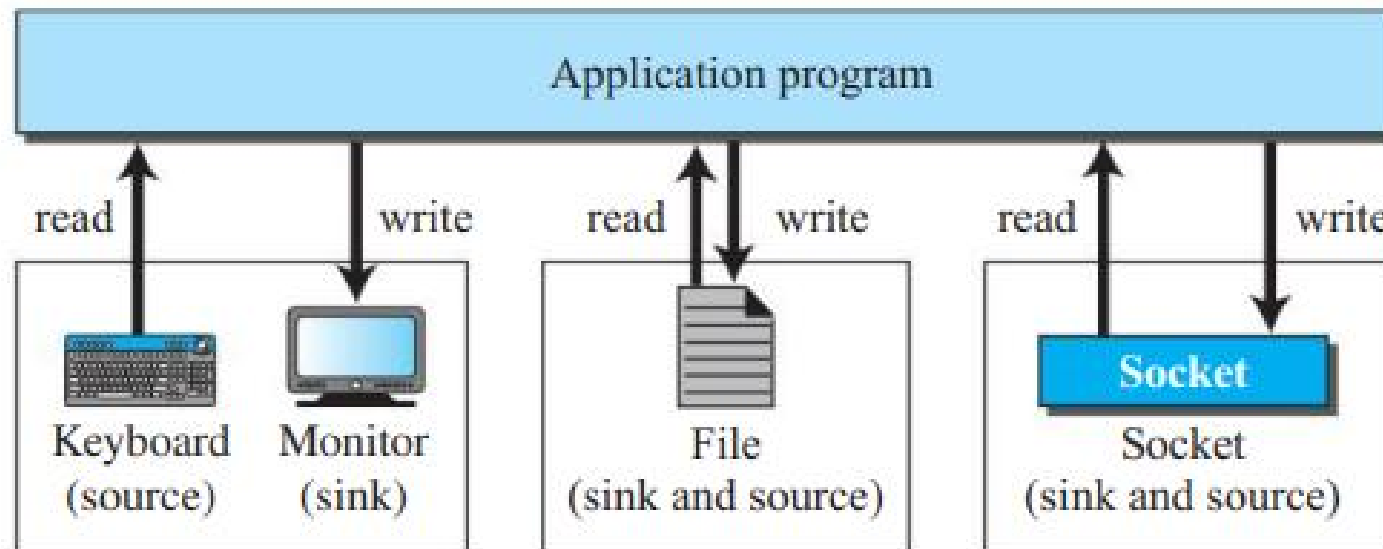 Application program
read
write
read
write
read
write
Socket
Keyboard
(source)
Monitor
(sink)
File
(sink and source)
Socket
(sink and source)